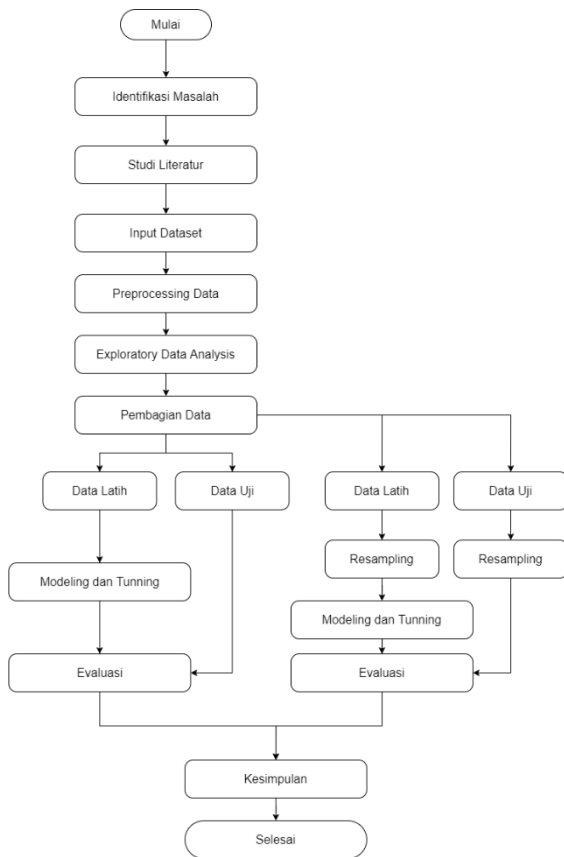 Mulai
Identifikasi Masalah
Studi Literatur
Input Dataset
Preprocessing Data
Exploratory Data Analysis
Pembagian Data
Data Latih
Data Uji
Data Latih
Data Uji
Resampling
Resampling
Modeling dan Tunning
Modeling dan Tunning
Evaluasi
Evaluasi
Kesimpulan
Selesai